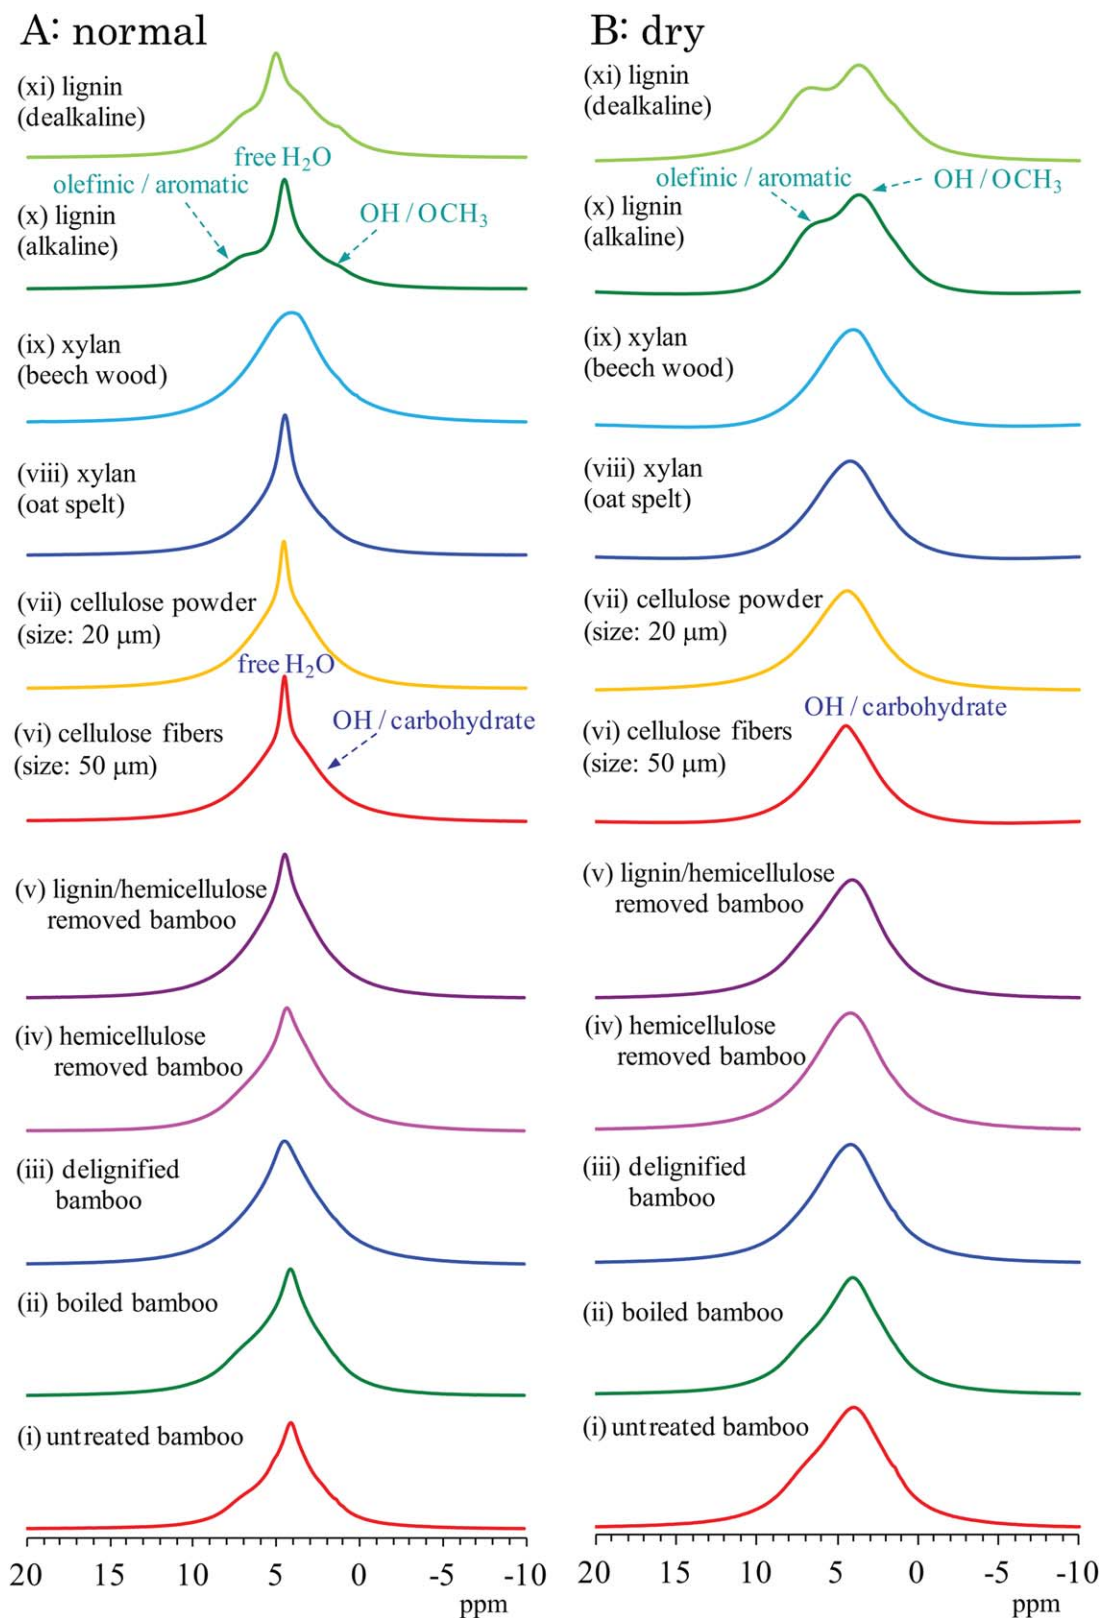 A: normal
(xi) lignin
(dealkaline)
free H₂O
olefinic / aromatic
(x) lignin
(alkaline)
OH / OCH₃
(ix) xylan
(beech wood)
(viii) xylan
(oat spelt)
(vii) cellulose powder
(size: 20 μm)
free H₂O
OH / carbohydrate
(vi) cellulose fibers
(size: 50 μm)
(v) lignin/hemicellulose
removed bamboo
(iv) hemicellulose
removed bamboo
(iii) delignified
bamboo
(ii) boiled bamboo
(i) untreated bamboo
20 15 10 5 0 -5 -10
ppm
B: dry
(xi) lignin
(dealkaline)
olefinic / aromatic
OH / OCH₃
(x) lignin
(alkaline)
(ix) xylan
(beech wood)
(viii) xylan
(oat spelt)
(vii) cellulose powder
(size: 20 μm)
OH / carbohydrate
(vi) cellulose fibers
(size: 50 μm)
(v) lignin/hemicellulose
removed bamboo
(iv) hemicellulose
removed bamboo
(iii) delignified
bamboo
(ii) boiled bamboo
(i) untreated bamboo
20 15 10 5 0 -5 -10
ppm